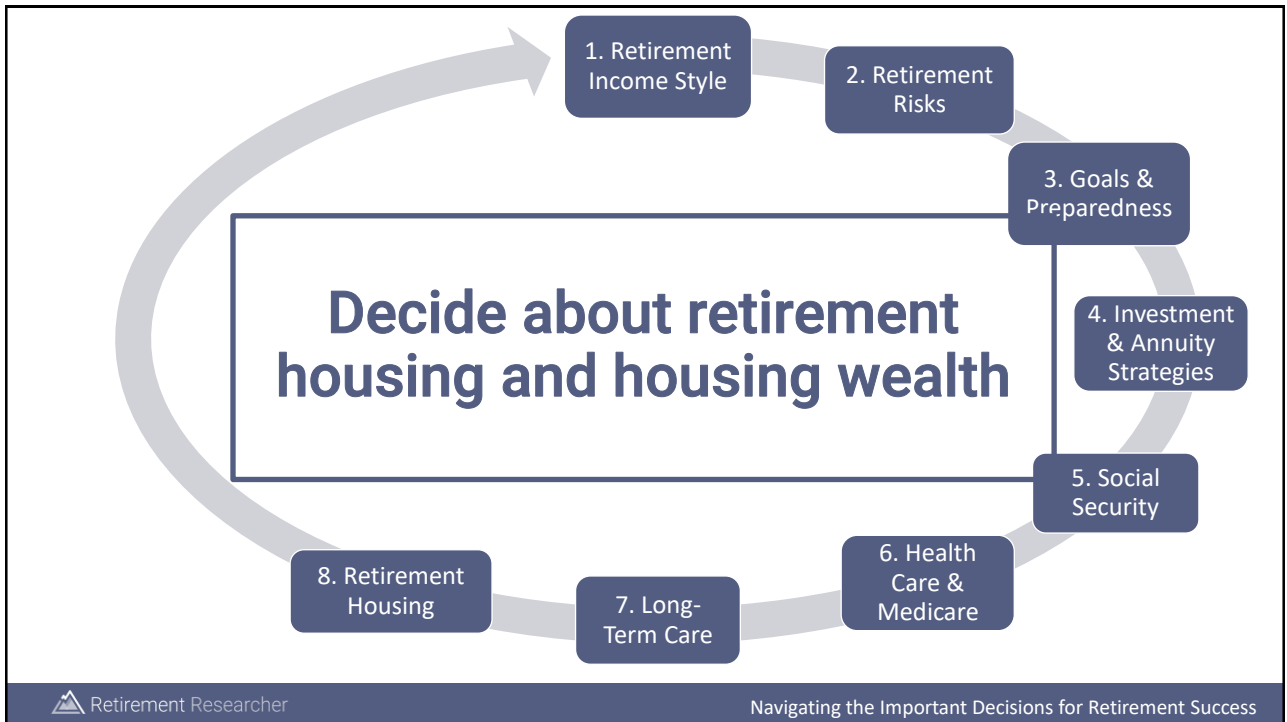 1. Retirement
Income Style
2. Retirement
Risks
3. Goals &
Preparedness
4. Investment
& Annuity
Strategies
5. Social
Security
6. Health
Care &
Medicare
7. Long-
Term Care
8. Retirement
Housing
Decide about retirement
housing and housing wealth
Retirement Researcher
Navigating the Important Decisions for Retirement Success